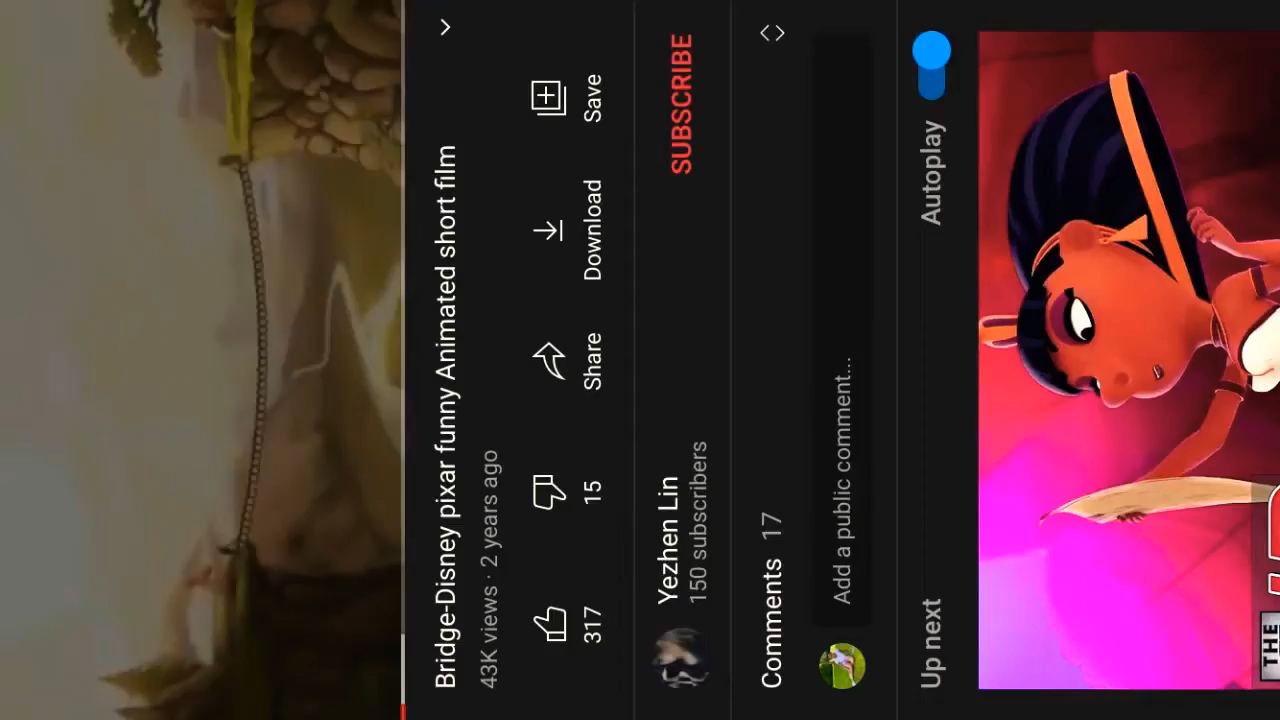 Bridge-Disney pixar funny Animated short film
43K views · 2 years ago
317
15
Share
Download
Save
Yezhen Lin
150 subscribers
SUBSCRIBE
Comments 17
Add a public comment...
Up next
Autoplay
THE